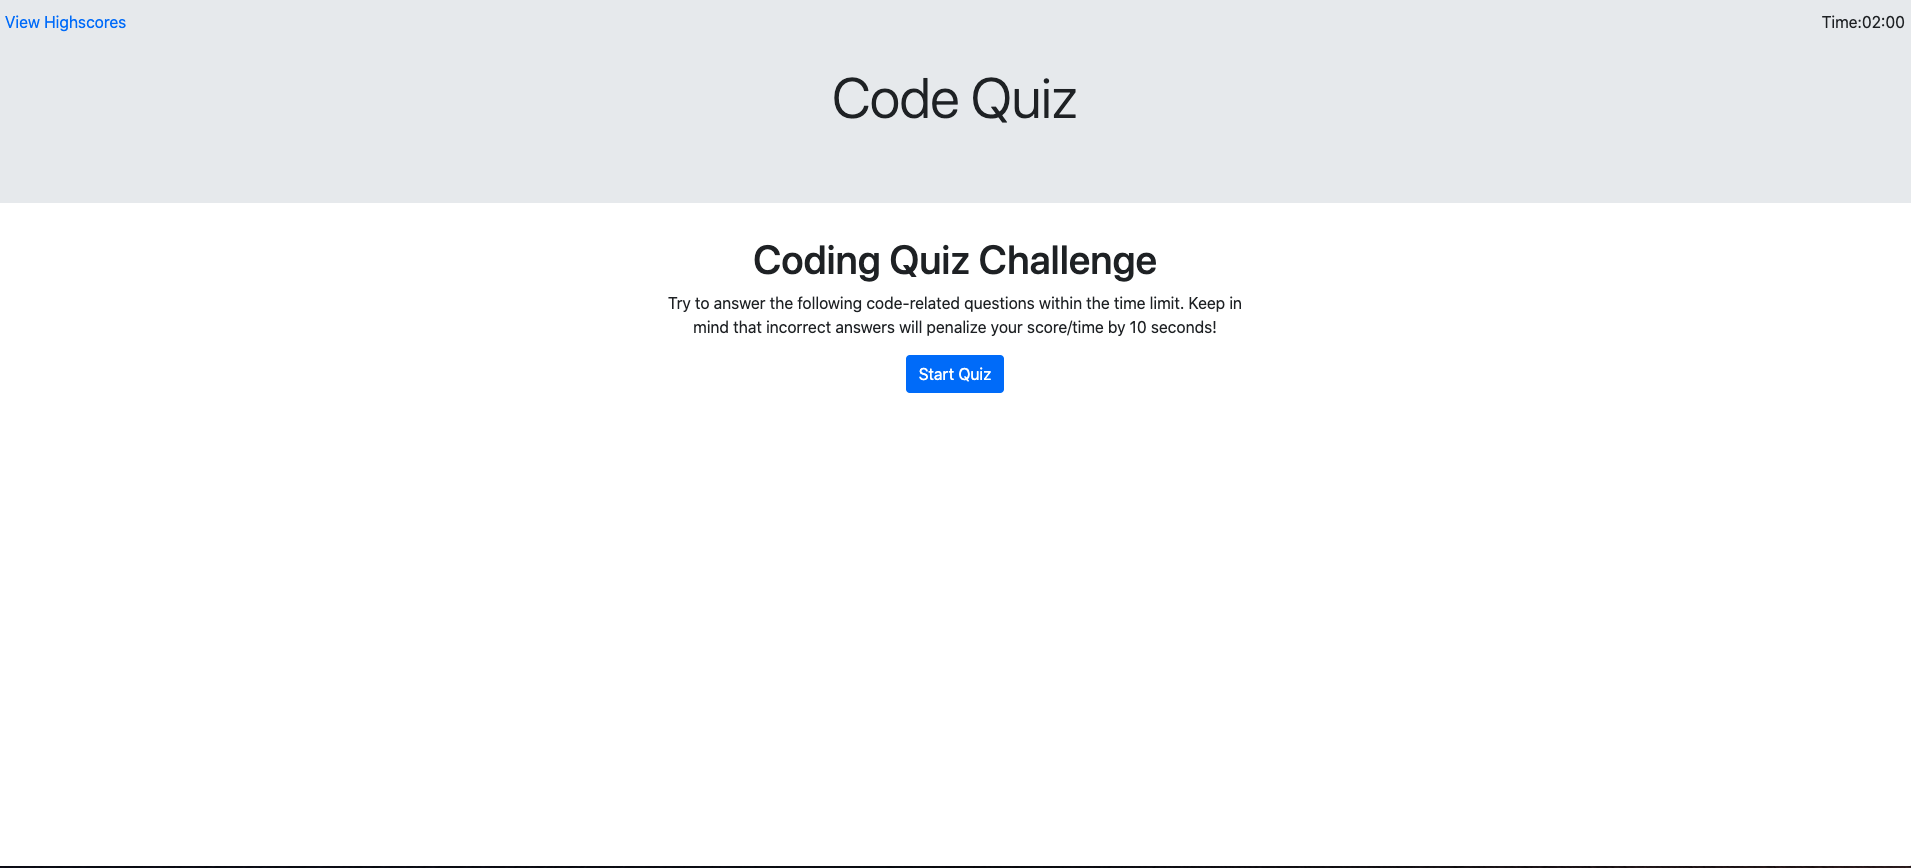 View Highscores
Time:02:00
Code Quiz
Coding Quiz Challenge
Try to answer the following code-related questions within the time limit. Keep in
mind that incorrect answers will penalize your score/time by 10 seconds!
Start Quiz